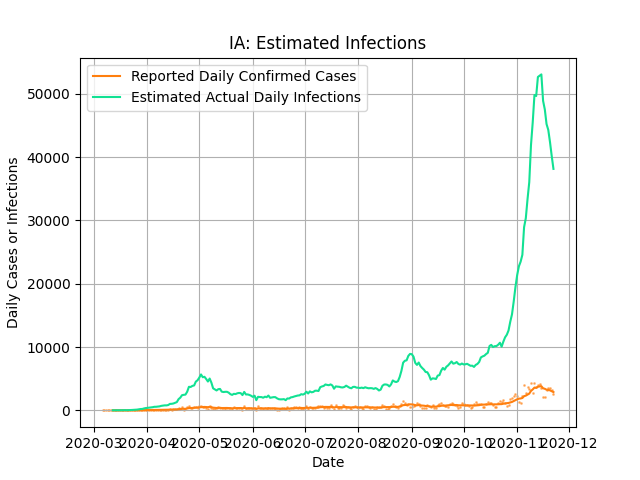 IA: Estimated Infections
Reported Daily Confirmed Cases
Estimated Actual Daily Infections
Daily Cases or Infections
50000
40000
30000
20000
10000
0
2020-03 2020-04 2020-05 2020-06 2020-07 2020-08 2020-09 2020-10 2020-11 2020-12
Date